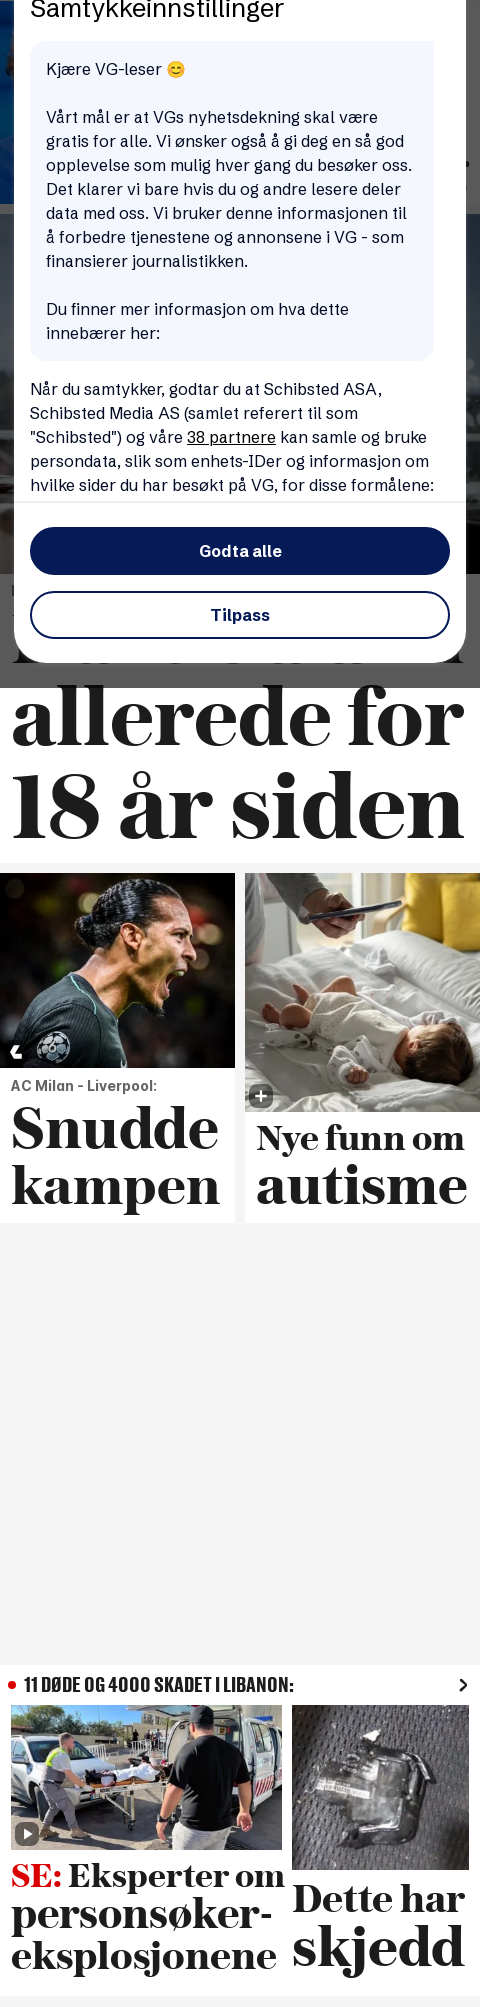 Samtykkeinnstillinger
Kjære VG-leser 😊
Vårt mål er at VGs nyhetsdekning skal være
gratis for alle. Vi ønsker også å gi deg en så god
opplevelse som mulig hver gang du besøker oss.
Det klarer vi bare hvis du og andre lesere deler
data med oss. Vi bruker denne informasjonen til
å forbedre tjenestene og annonsene i VG - som
finansierer journalistikken.
Du finner mer informasjon om hva dette
innebærer her:
Når du samtykker, godtar du at Schibsted ASA,
Schibsted Media AS (samlet referert til som
"Schibsted") og våre 38 partnere kan samle og bruke
persondata, slik som enhets-IDer og informasjon om
hvilke sider du har besøkt på VG, for disse formålene:
Godta alle
Tilpass
allerede for
18 år siden
AC Milan - Liverpool:
Snudde
kampen
Nye funn om
autisme
11 DØDE OG 4000 SKADET I LIBANON:
SE: Eksperter om
personsøker-
eksplosjonene
Dette har
skjedd